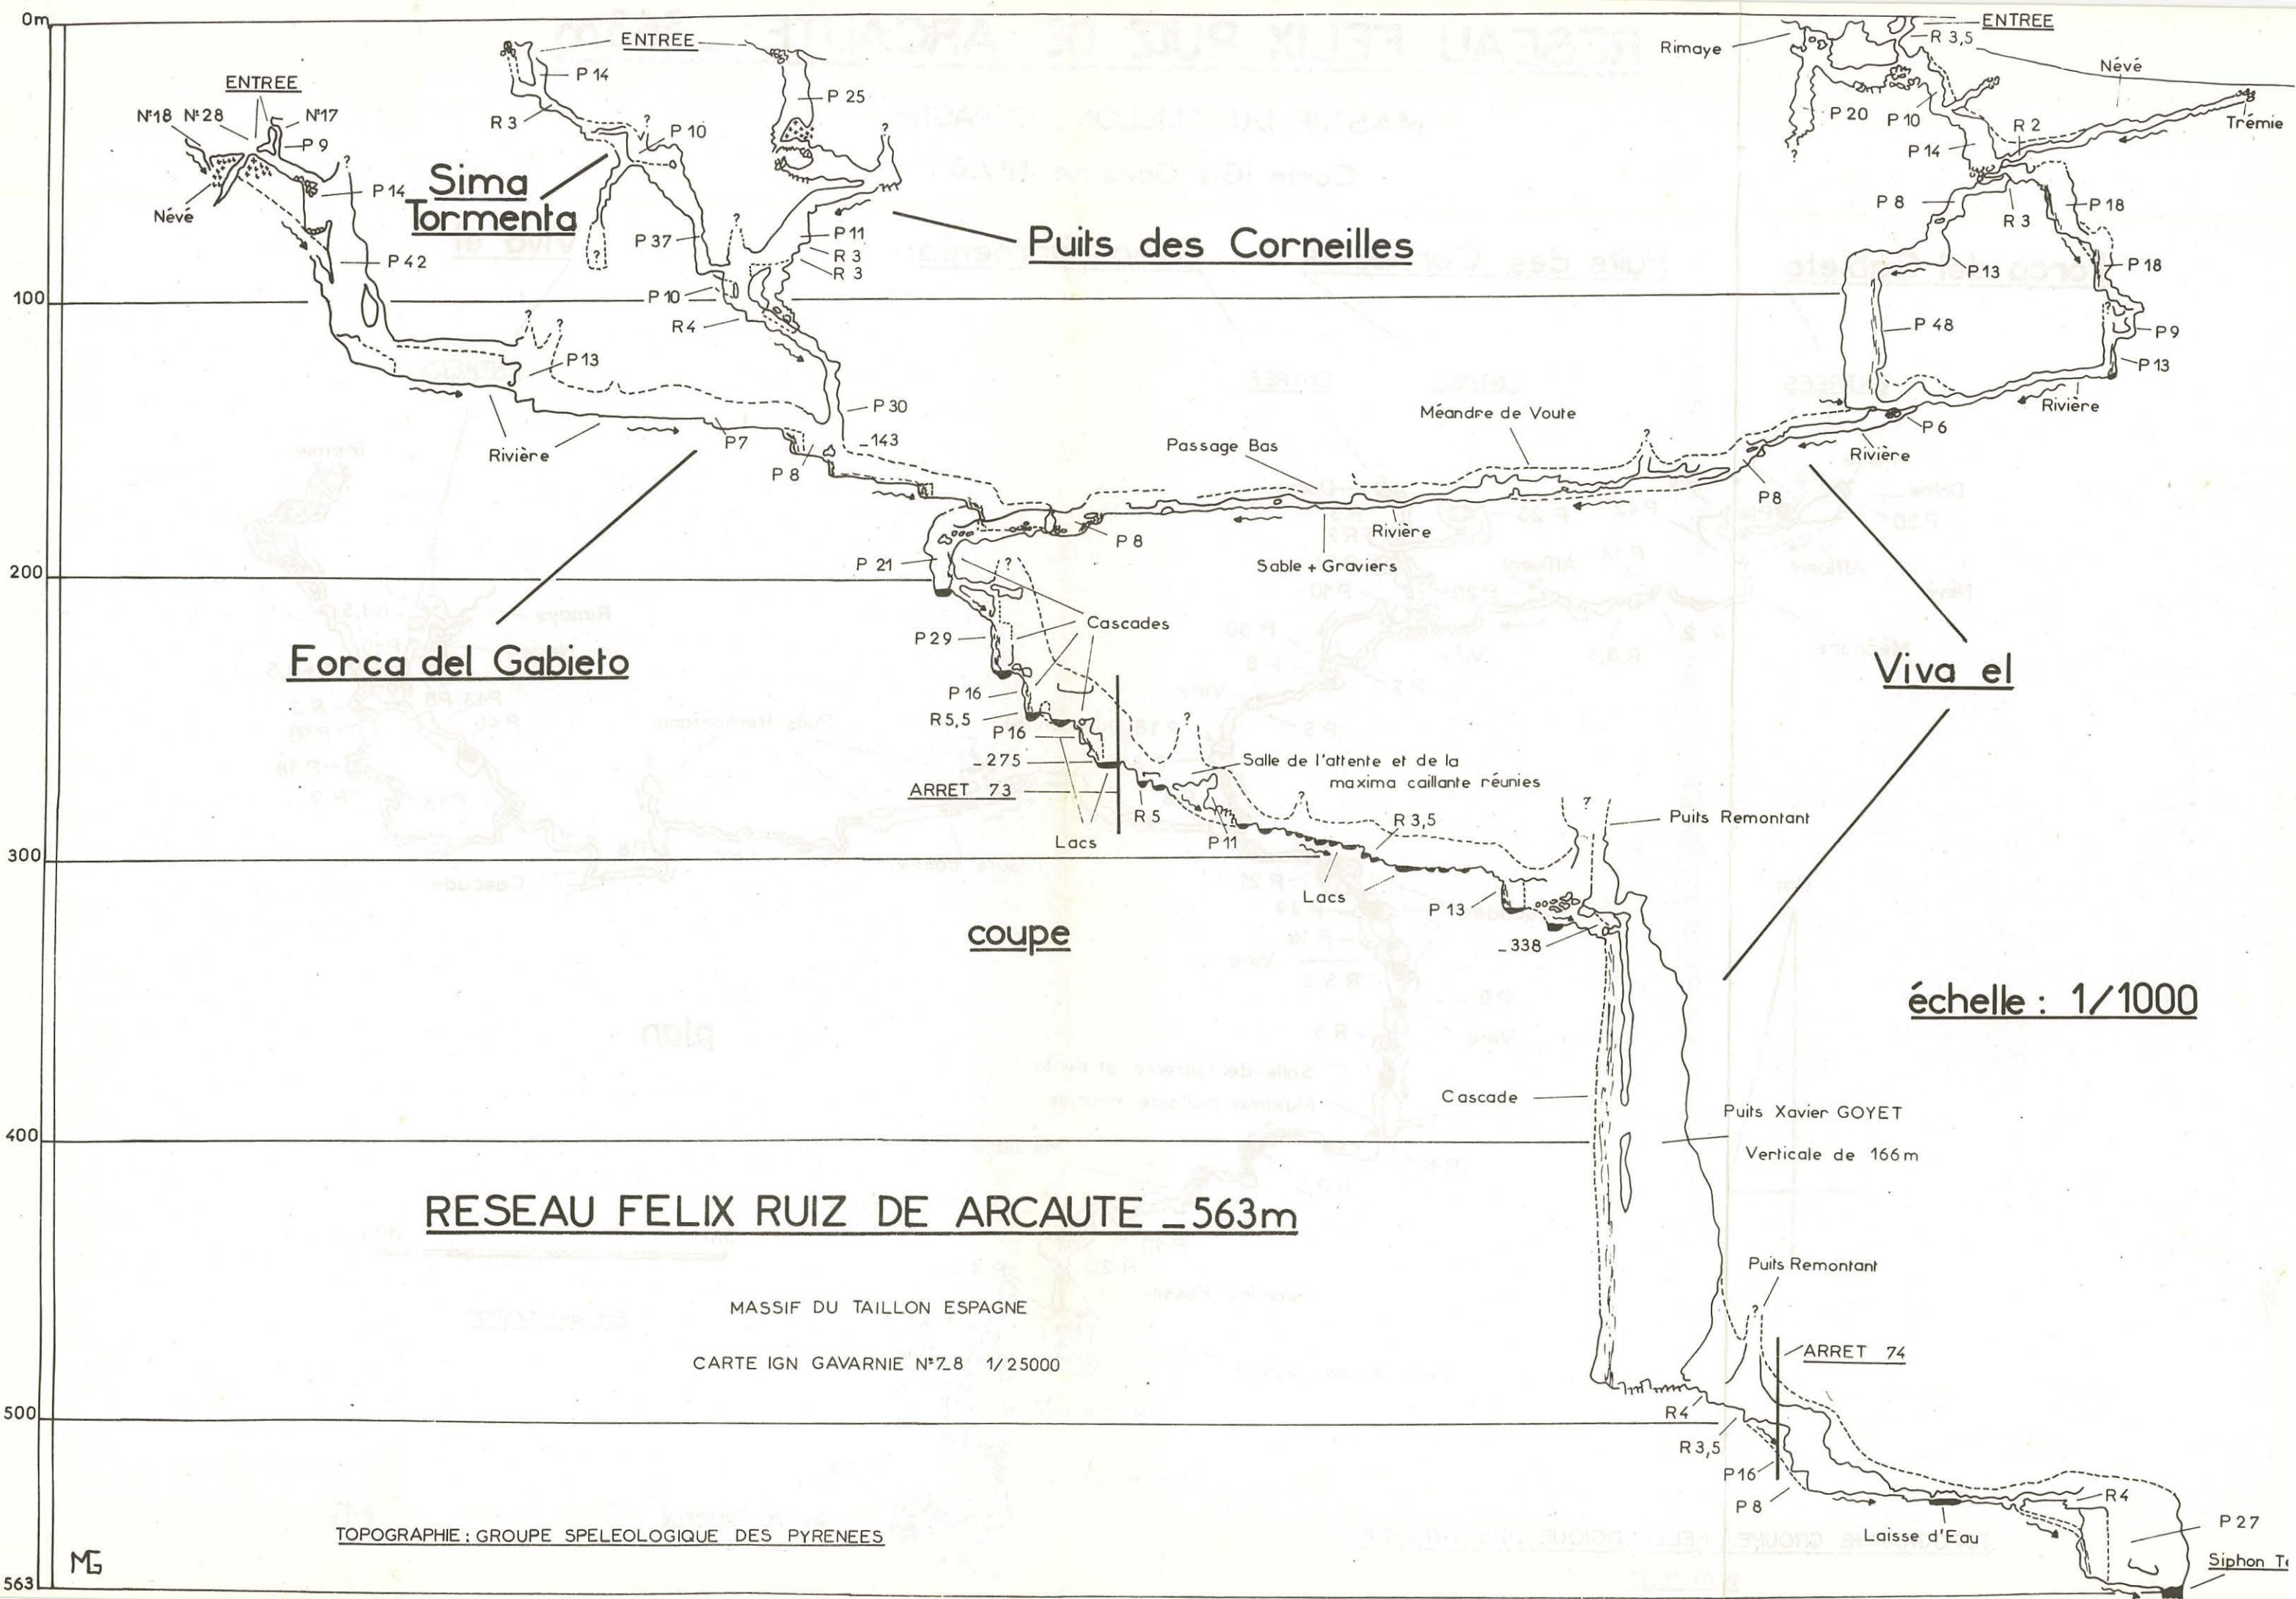 0m
ENTREE
P 14
R 3
?
P 10
P 25
?
ENTREE
N°18 N°28
N°17
P 9
?
P 14
Névé
P 42
Sima
Tormenta
?
P 37
?
P 11
R 3
R 3
P 10
R 4
Puits des Corneilles
ENTREE
R 3,5
Rimaye
Névé
P 20
P 10
?
R 2
Trémie
P 14
P 8
R 3
P 18
P 13
P 18
100
P 48
?
P 9
P 13
Rivière
? ?
P 13
P 30
_143
Rivière
P7
P 8
Méandre de Voute
Passage Bas
?
P 6
Rivière
P 8
Rivière
P 8
Sable + Graviers
200
P 21
?
Cascades
P29
P 16
R 5,5
P 16
_275
ARRET 73
Lacs
Forca del Gabieto
Viva el
?
Salle de l'attente et de la
maxima caillante réunies
R 5
P11
?
R 3,5
?
Puits Remontant
300
Lacs
P 13
_338
coupe
échelle : 1/1000
Cascade
Puits Xavier GOYET
Verticale de 166m
400
RESEAU FELIX RUIZ DE ARCAUTE _563m
MASSIF DU TAILLON ESPAGNE
CARTE IGN GAVARNIE N°7_8 1/25000
Puits Remontant
?
ARRET 74
500
R4
R 3,5
P16
P 8
R4
P 27
Laisse d'Eau
Siphon
TOPOGRAPHIE : GROUPE SPELEOLOGIQUE DES PYRENEES
MG
563